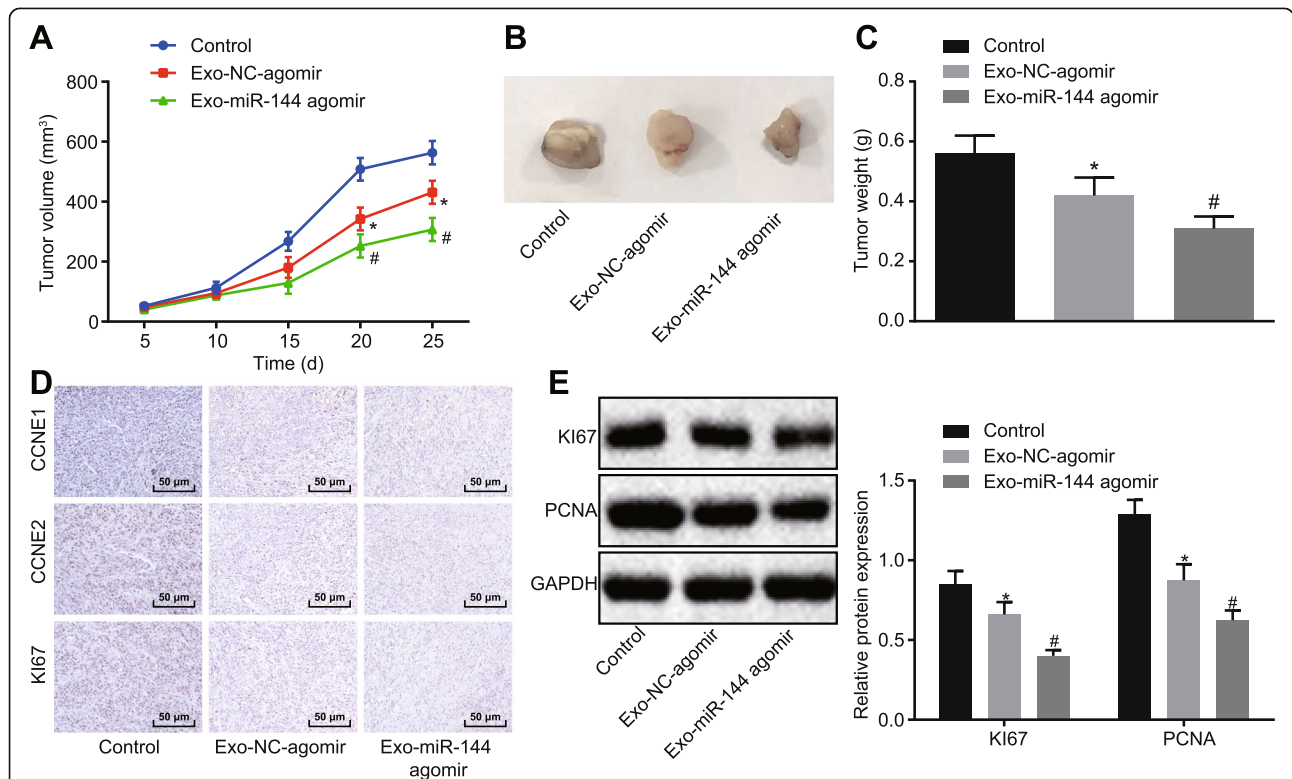 A
Control
Exo-NC-agomir
Exo-miR-144 agomir
Tumor volume (mm³)
800
600
400
200
0
*
*
#
#
5 10 15 20 25
Time (d)
B
Control
Exo-NC-agomir
Exo-miR-144 agomir
C
Control
Exo-NC-agomir
Exo-miR-144 agomir
Tumor weight (g)
0.8
0.6
0.4
0.2
0.0
*
#
D
CCNE1
50 µm
50 µm
50 µm
CCNE2
50 µm
50 µm
50 µm
KI67
50 µm
50 µm
50 µm
Control
Exo-NC-agomir
Exo-miR-144
agomir
E
KI67
PCNA
GAPDH
Control
Exo-NC-agomir
Exo-miR-144 agomir
Control
Exo-NC-agomir
Exo-miR-144 agomir
Relative protein expression
1.5
1.0
0.5
0.0
*
#
*
#
KI67
PCNA